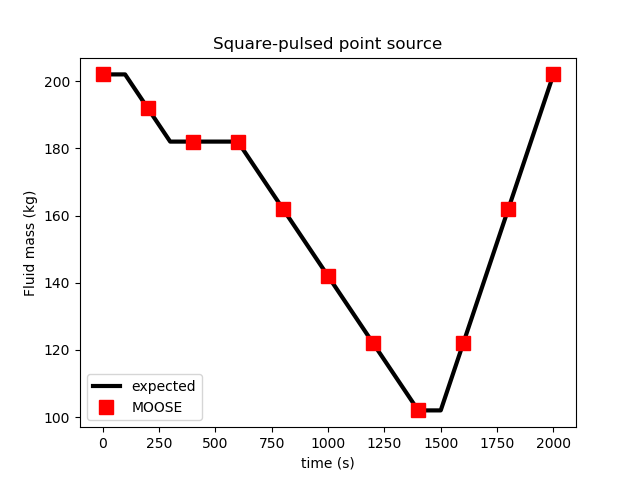 Square-pulsed point source
Fluid mass (kg)
200
180
160
140
120
100
expected
MOOSE
0 250 500 750 1000 1250 1500 1750 2000
time (s)